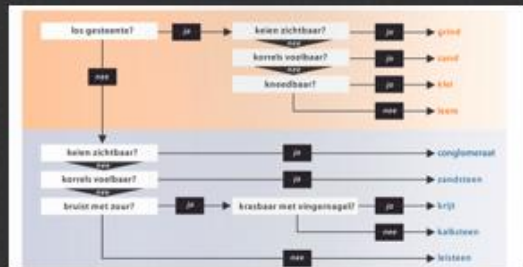 los gesteente? ja keien zichtbaar? ja grind
nee
korrels voelbaar? ja zand
nee
nee kneedbaar? ja klei
nee leem
keien zichtbaar? ja conglomeraat
nee
korrels voelbaar? ja zandsteen
nee
bruist met zuur? ja krasbaar met vingernagel? ja krijt
nee kalksteen
nee leisteen